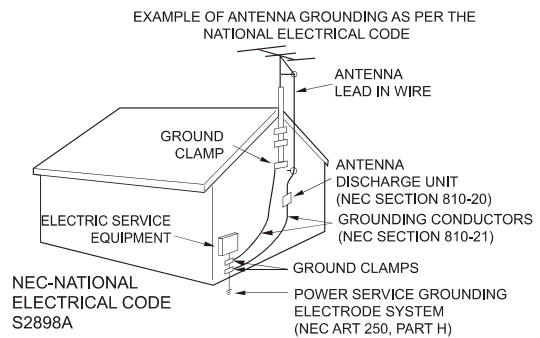 EXAMPLE OF ANTENNA GROUNDING AS PER THE
NATIONAL ELECTRICAL CODE
ANTENNA
LEAD IN WIRE
GROUND
CLAMP
ANTENNA
DISCHARGE UNIT
(NEC SECTION 810-20)
ELECTRIC SERVICE
EQUIPMENT
GROUNDING CONDUCTORS
(NEC SECTION 810-21)
GROUND CLAMPS
NEC-NATIONAL
ELECTRICAL CODE
S2898A
POWER SERVICE GROUNDING
ELECTRODE SYSTEM
(NEC ART 250, PART H)